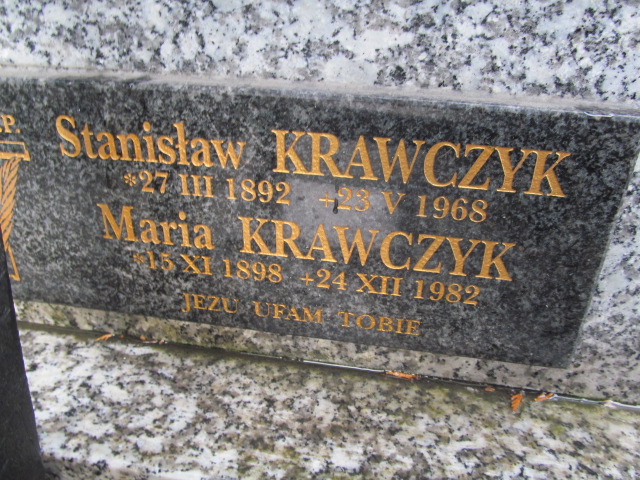 .P.
Stanisław KRAWCZYK
*27 III 1892 +23 V 1968
Maria KRAWCZYK
*15 XI 1898 +24 XII 1982
JEZU UFAM TOBIE